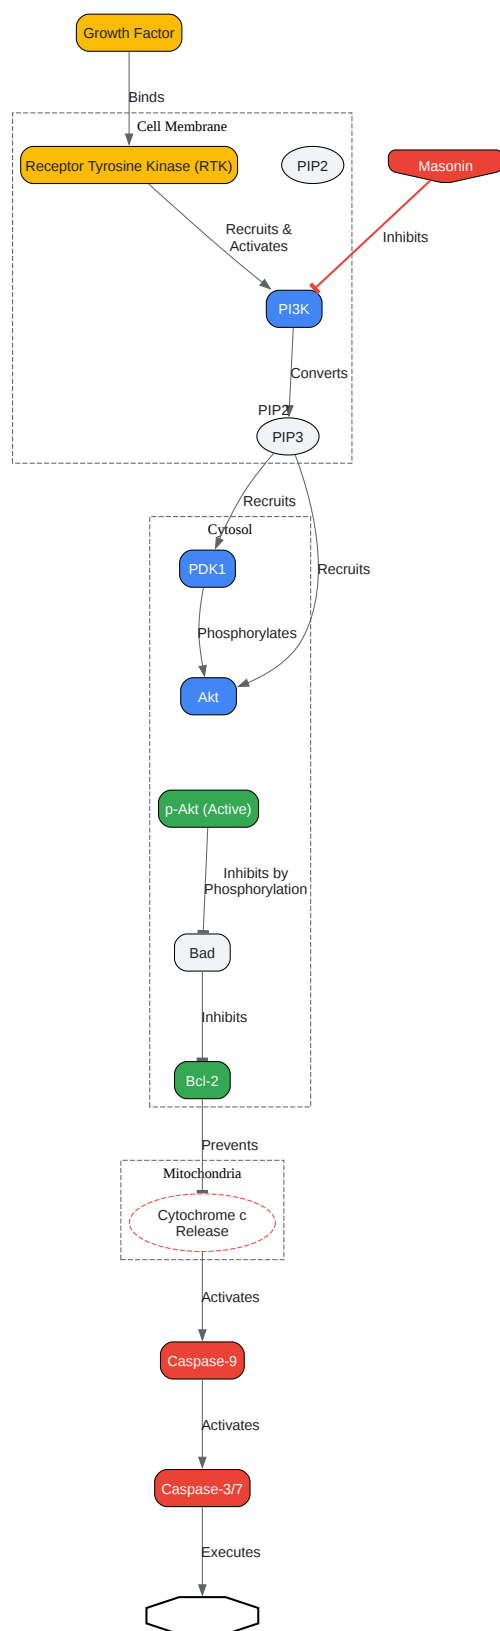 Growth Factor
Binds
Cell Membrane
Receptor Tyrosine Kinase (RTK)
PIP2
Masonin
Recruits &
Activates
Inhibits
PI3K
Converts
PIP2
PIP3
Recruits
Cytosol
PDK1
Recruits
Phosphorylates
Akt
p-Akt (Active)
Inhibits by
Phosphorylation
Bad
Inhibits
Bcl-2
Prevents
Mitochondria
Cytochrome c
Release
Activates
Caspase-9
Activates
Caspase-3/7
Executes